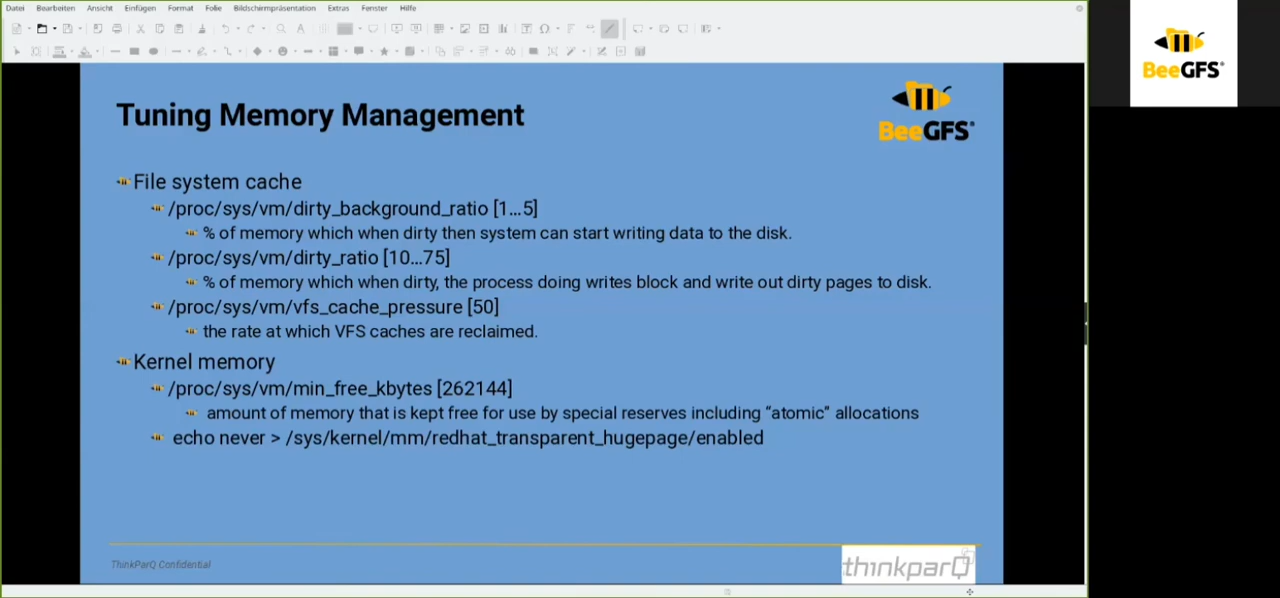 Datei Bearbeiten Ansicht Einfügen Format Folie Bildschirmpräsentation Extras Fenster Hilfe
BeeGFS®
Tuning Memory Management
BeeGFS®
File system cache
/proc/sys/vm/dirty_background_ratio [1...5]
% of memory which when dirty then system can start writing data to the disk.
/proc/sys/vm/dirty_ratio [10...75]
% of memory which when dirty, the process doing writes block and write out dirty pages to disk.
/proc/sys/vm/vfs_cache_pressure [50]
the rate at which VFS caches are reclaimed.
Kernel memory
/proc/sys/vm/min_free_kbytes [262144]
amount of memory that is kept free for use by special reserves including “atomic” allocations
echo never > /sys/kernel/mm/redhat_transparent_hugepage/enabled
ThinkParQ Confidential
thinkparQ